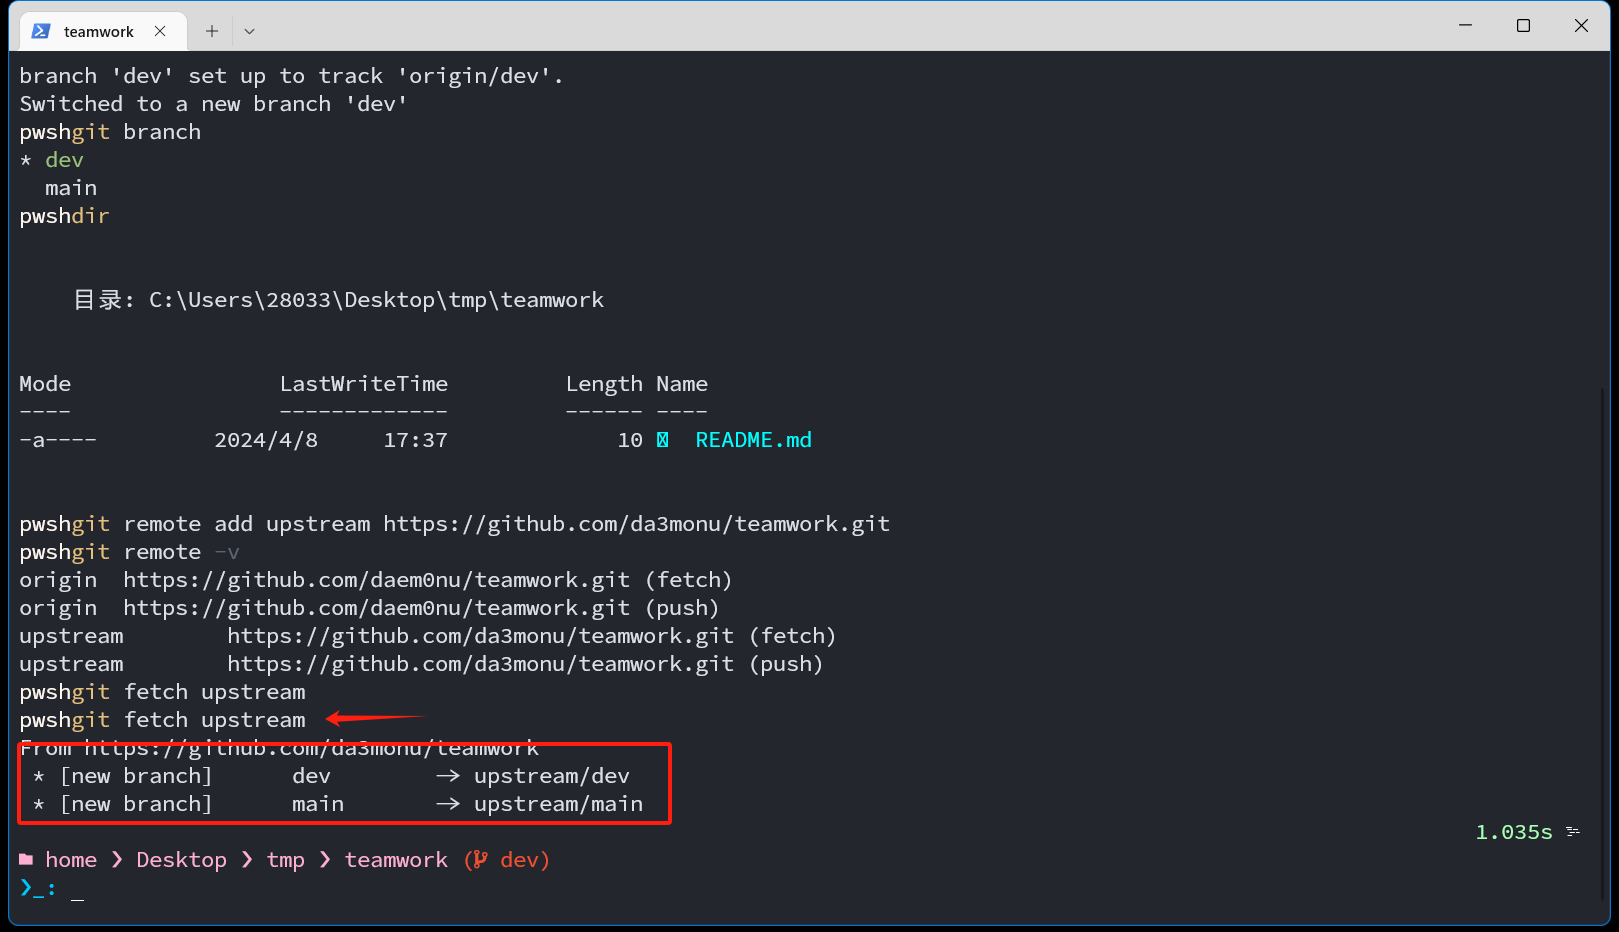 teamwork
branch 'dev' set up to track 'origin/dev'.
Switched to a new branch 'dev'
pwshgit branch
* dev
main
pwshdir
目录: C:\Users\28033\Desktop\tmp\teamwork
Mode LastWriteTime Length Name
---- ------------- ------ ----
-a---- 2024/4/8 17:37 10 README.md
pwshgit remote add upstream https://github.com/da3monu/teamwork.git
pwshgit remote -v
origin https://github.com/daem0nu/teamwork.git (fetch)
origin https://github.com/daem0nu/teamwork.git (push)
upstream https://github.com/da3monu/teamwork.git (fetch)
upstream https://github.com/da3monu/teamwork.git (push)
pwshgit fetch upstream
pwshgit fetch upstream
From https://github.com/da3monu/teamwork
* [new branch] dev -> upstream/dev
* [new branch] main -> upstream/main
1.035s
home ❯ Desktop ❯ tmp ❯ teamwork ( dev)
❯_: _